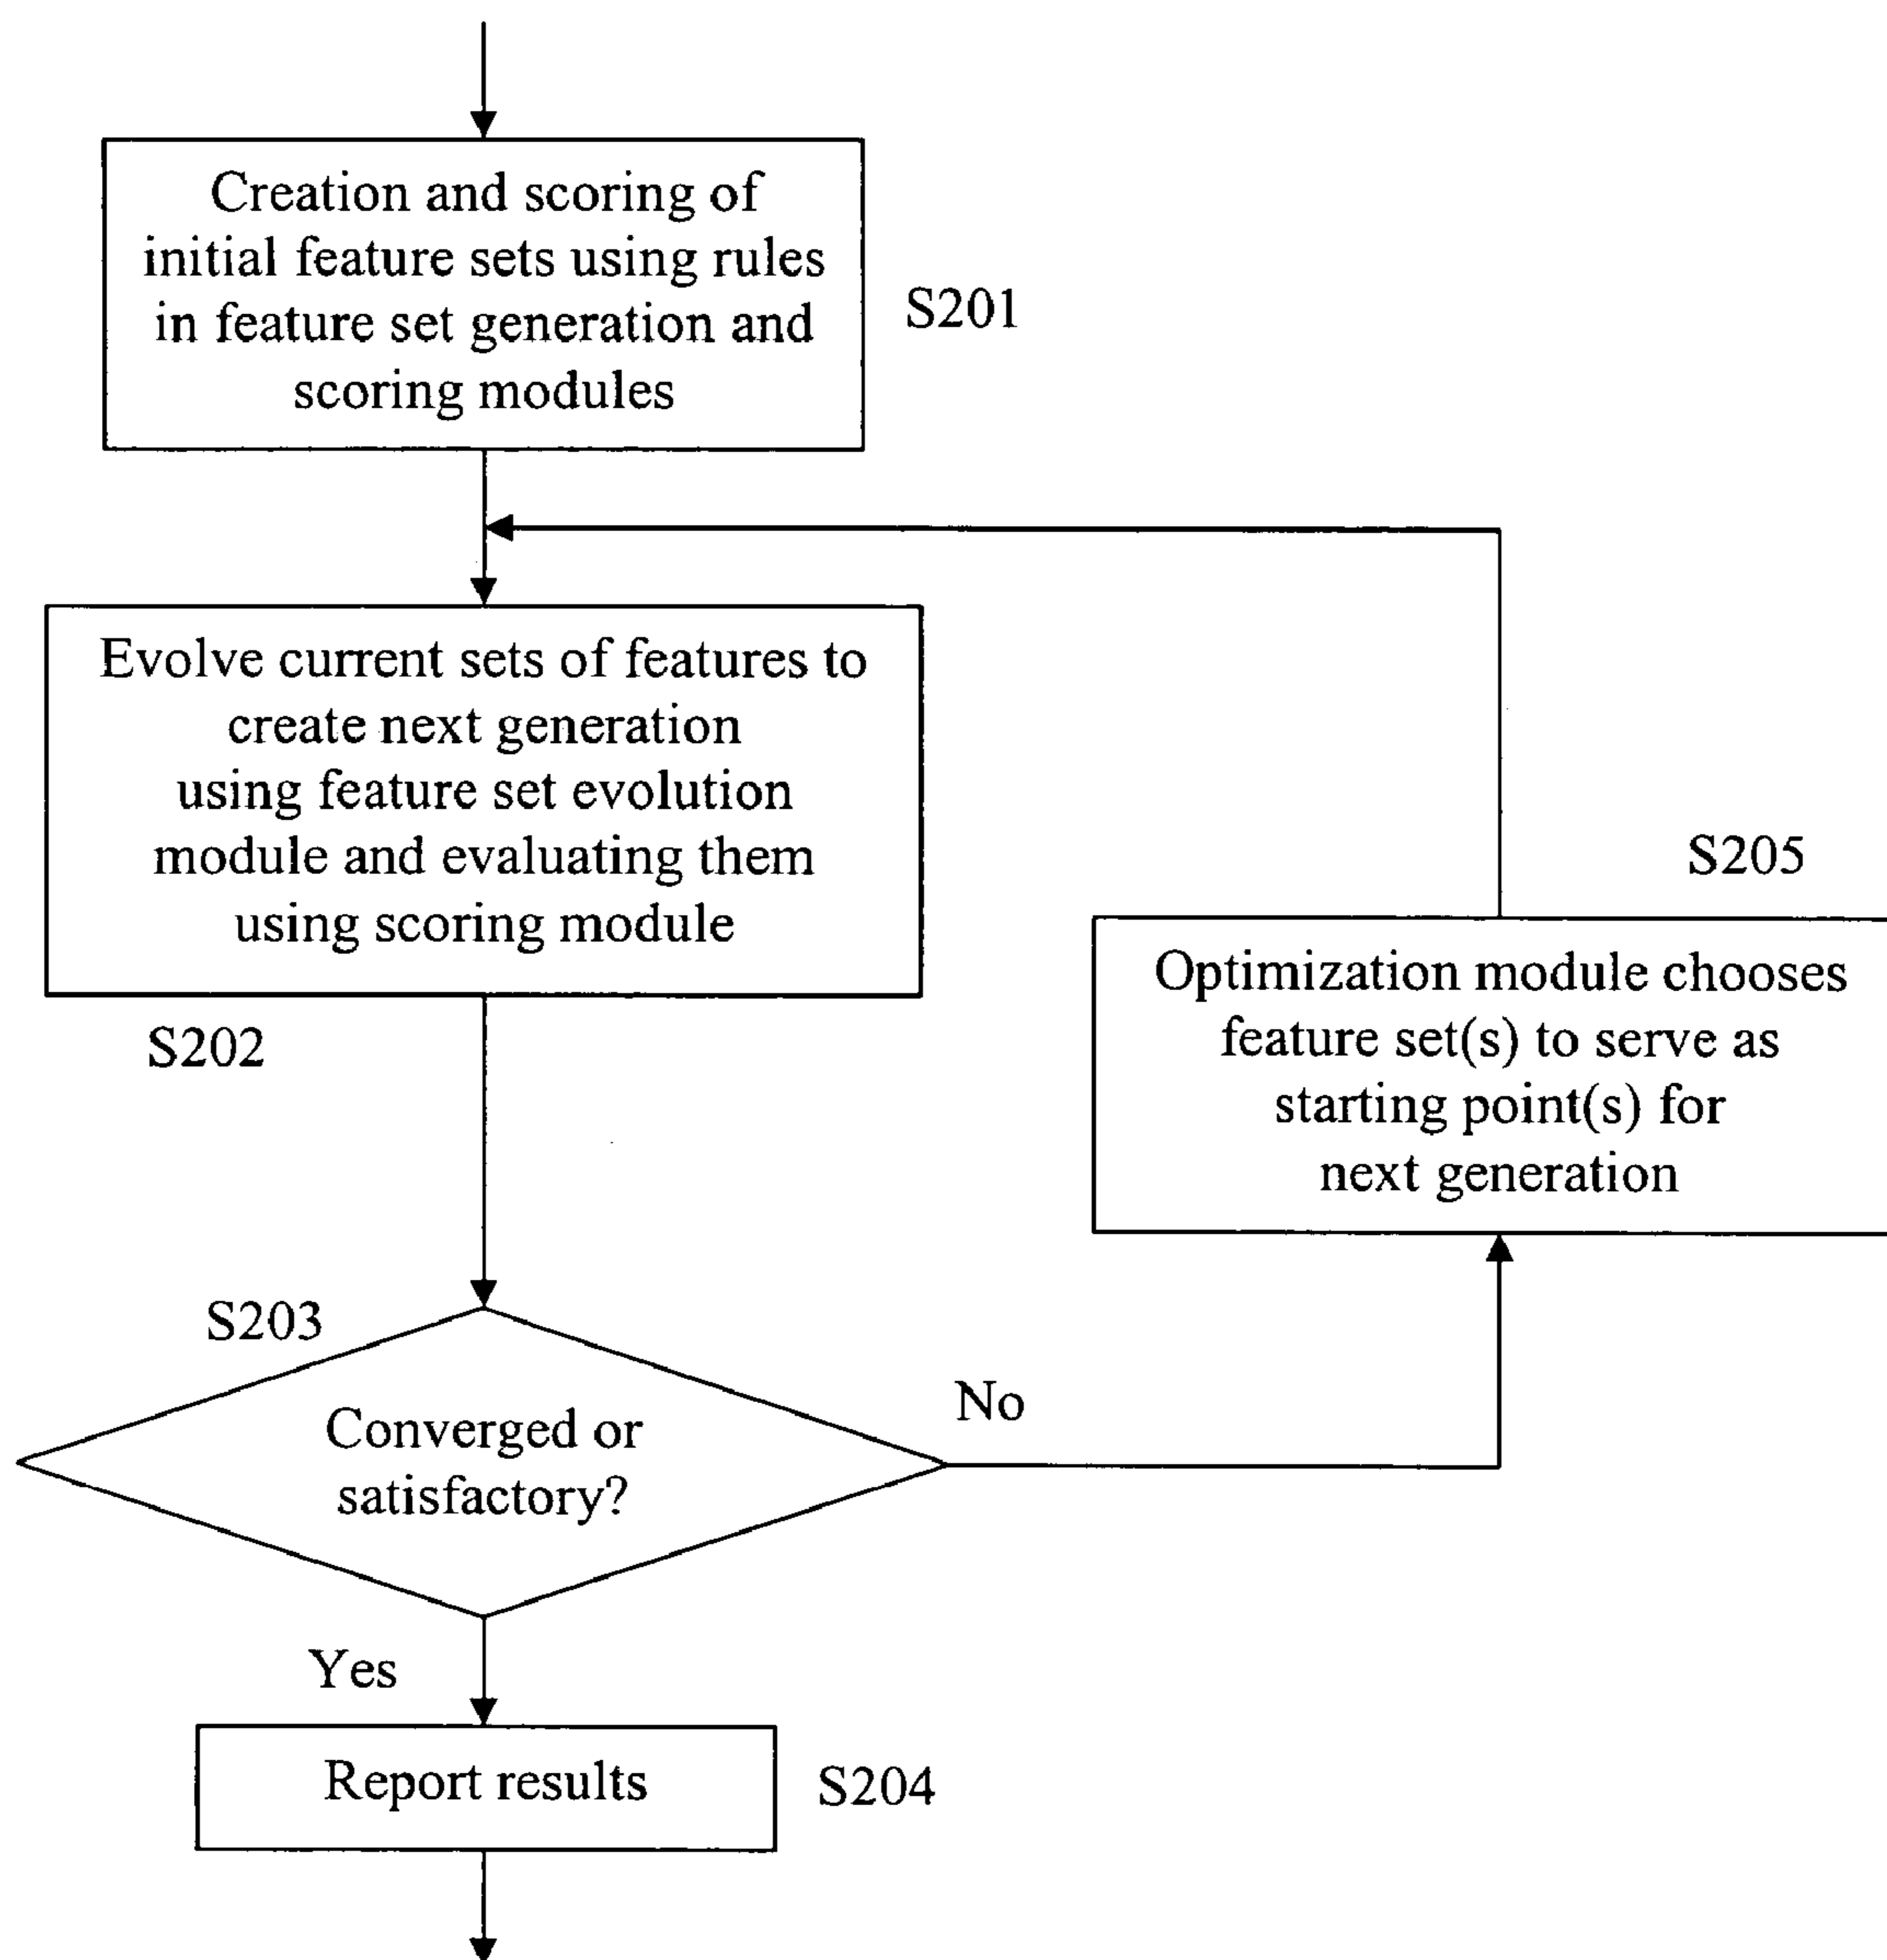 Creation and scoring of
initial feature sets using rules
in feature set generation and
scoring modules
S201
Evolve current sets of features to
create next generation
using feature set evolution
module and evaluating them
using scoring module
S202
S205
Optimization module chooses
feature set(s) to serve as
starting point(s) for
next generation
S203
Converged or
satisfactory?
No
Yes
Report results
S204